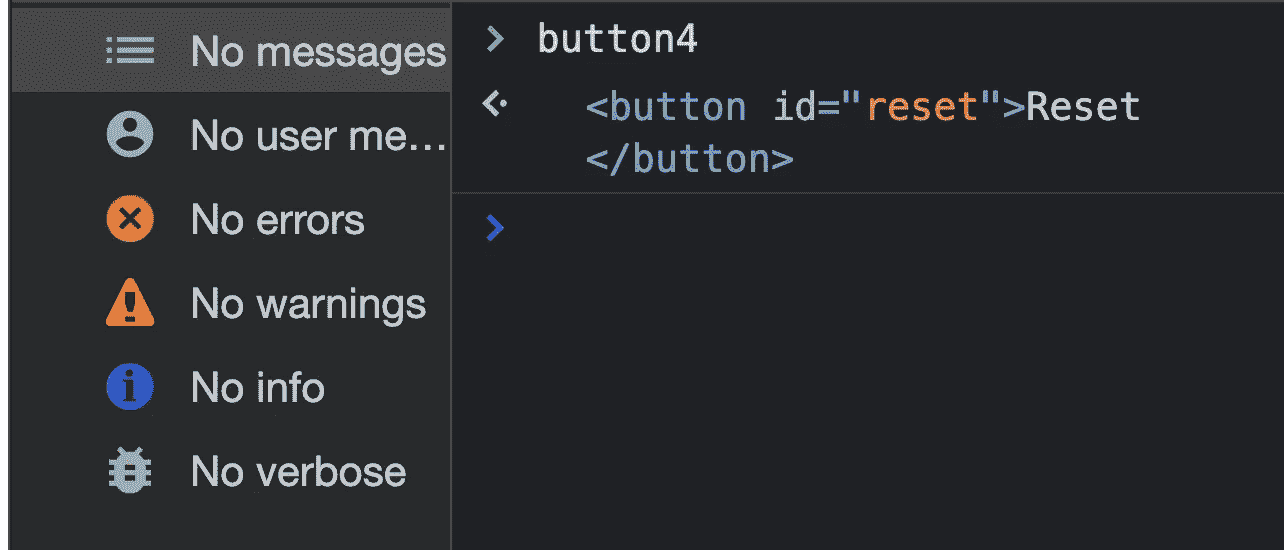 No messages
No user me…
No errors
No warnings
No info
No verbose
button4
<button id="reset">Reset
</button>